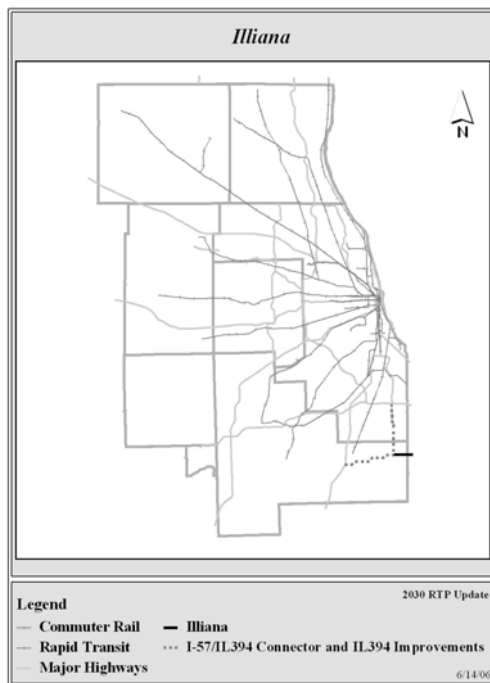 Illiana
N
2030 RTP Update
Legend
Commuter Rail
Illiana
Rapid Transit
I-57/IL394 Connector and IL394 Improvements
Major Highways
6/14/06